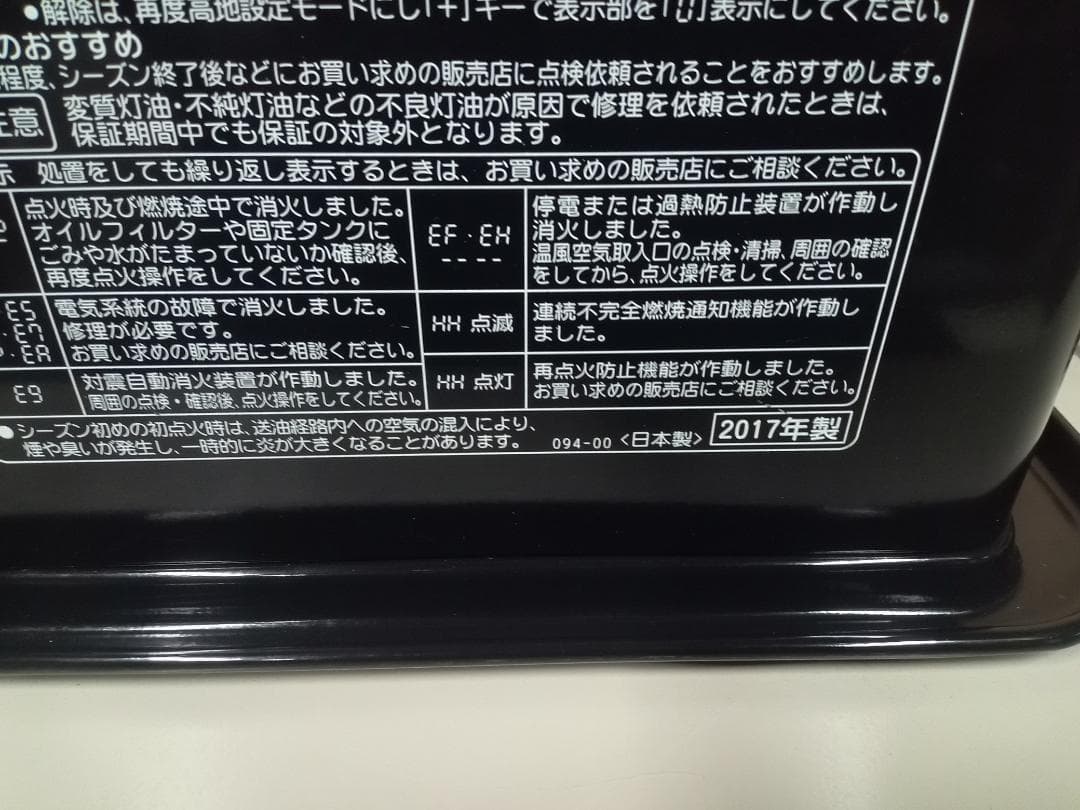 ●解除は、再度高地設定モードにし「＋」キーで表示部を「0」表示にしてください。
のおすすめ
程度、シーズン終了後などにお買い求めの販売店に点検依頼されることをおすすめします。
注意
変質灯油・不純灯油などの不良灯油が原因で修理を依頼されたときは、
保証期間中でも保証の対象外となります。
示 処置をしても繰り返し表示するときは、お買い求めの販売店にご相談ください。
点火時及び燃焼途中で消火しました。
オイルフィルターや固定タンクに
ごみや水がたまっていないか確認後、
再度点火操作をしてください。
EF・EH
----
停電または過熱防止装置が作動し
消火しました。
温風空気取入口の点検・清掃、周囲の確認
をしてから、点火操作をしてください。
・E5
・E7
・EA
電気系統の故障で消火しました。
修理が必要です。
お買い求めの販売店にご相談ください。
HH 点滅
連続不完全燃焼通知機能が作動し
ました。
E9
対震自動消火装置が作動しました。
周囲の点検・確認後、点火操作をしてください。
HH 点灯
再点火防止機能が作動しました。
お買い求めの販売店にご相談ください。
●シーズン初めの初点火時は、送油経路内への空気の混入により、
煙や臭いが発生し、一時的に炎が大きくなることがあります。
094-00 <日本製> 2017年製